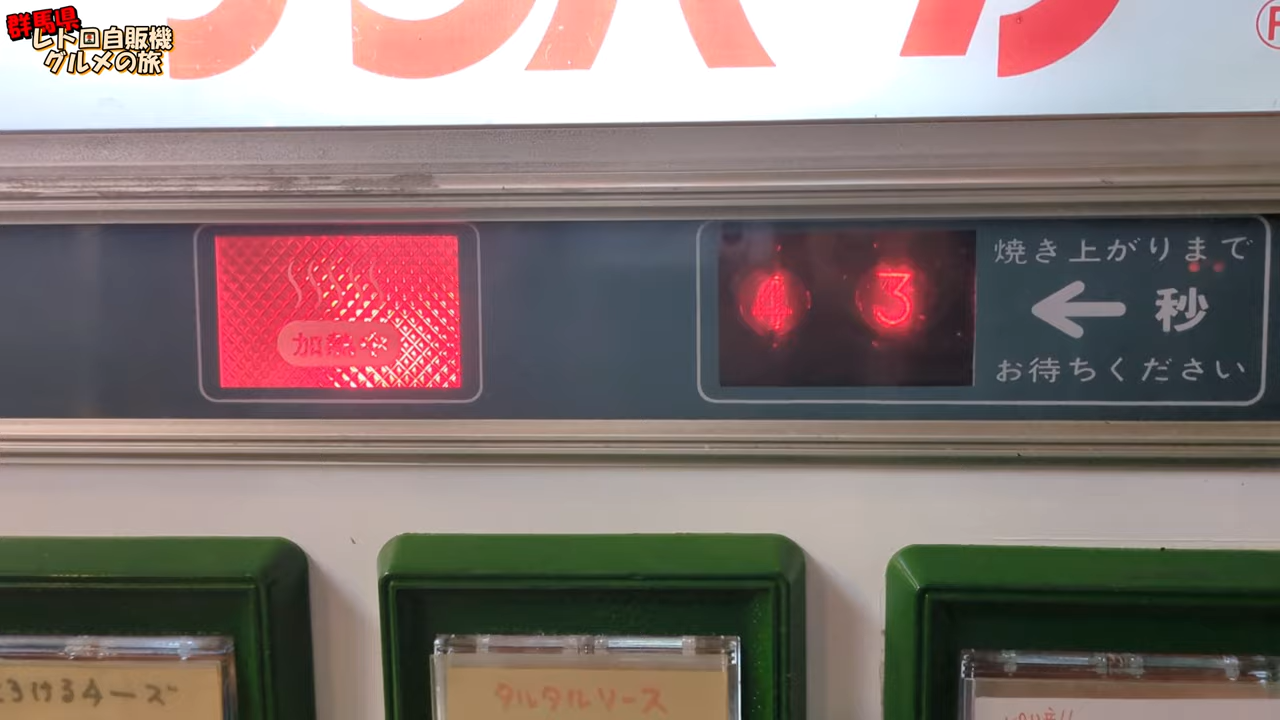 群馬県
レトロ自販機
グルメの旅
加熱中
43
焼き上がりまで
秒
お待ちください
とろけるチーズ
タルタルソース